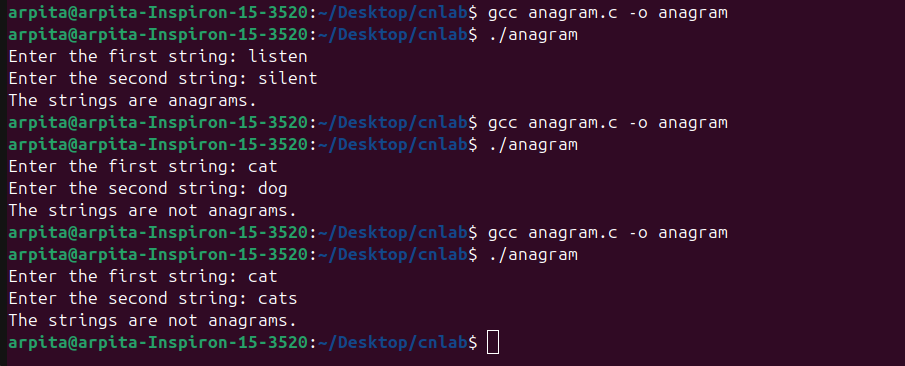 arpita@arpita-Inspiron-15-3520:~/Desktop/cnlab$ gcc anagram.c -o anagram
arpita@arpita-Inspiron-15-3520:~/Desktop/cnlab$ ./anagram
Enter the first string: listen
Enter the second string: silent
The strings are anagrams.
arpita@arpita-Inspiron-15-3520:~/Desktop/cnlab$ gcc anagram.c -o anagram
arpita@arpita-Inspiron-15-3520:~/Desktop/cnlab$ ./anagram
Enter the first string: cat
Enter the second string: dog
The strings are not anagrams.
arpita@arpita-Inspiron-15-3520:~/Desktop/cnlab$ gcc anagram.c -o anagram
arpita@arpita-Inspiron-15-3520:~/Desktop/cnlab$ ./anagram
Enter the first string: cat
Enter the second string: cats
The strings are not anagrams.
arpita@arpita-Inspiron-15-3520:~/Desktop/cnlab$